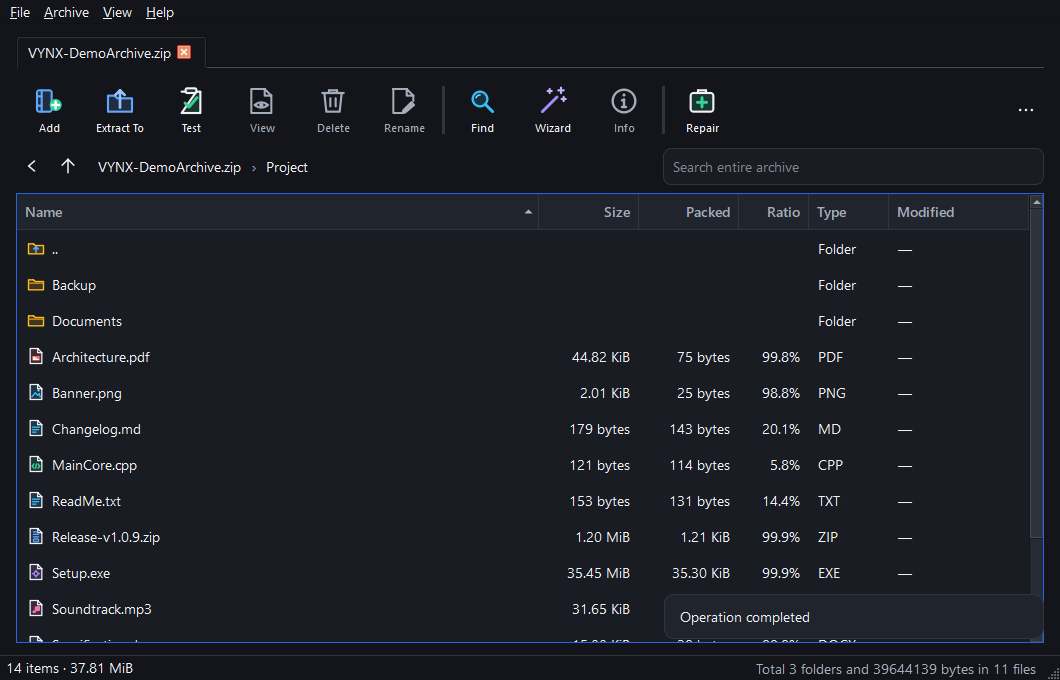 File Archive View Help
VYNX-DemoArchive.zip
Add Extract To Test View Delete Rename Find Wizard Info Repair ...
VYNX-DemoArchive.zip › Project Search entire archive
Name Size Packed Ratio Type Modified
.. Folder —
Backup Folder —
Documents Folder —
Architecture.pdf 44.82 KiB 75 bytes 99.8% PDF —
Banner.png 2.01 KiB 25 bytes 98.8% PNG —
Changelog.md 179 bytes 143 bytes 20.1% MD —
MainCore.cpp 121 bytes 114 bytes 5.8% CPP —
ReadMe.txt 153 bytes 131 bytes 14.4% TXT —
Release-v1.0.9.zip 1.20 MiB 1.21 KiB 99.9% ZIP —
Setup.exe 35.45 MiB 35.30 KiB 99.9% EXE —
Soundtrack.mp3 31.65 KiB
Operation completed
14 items · 37.81 MiB Total 3 folders and 39644139 bytes in 11 files